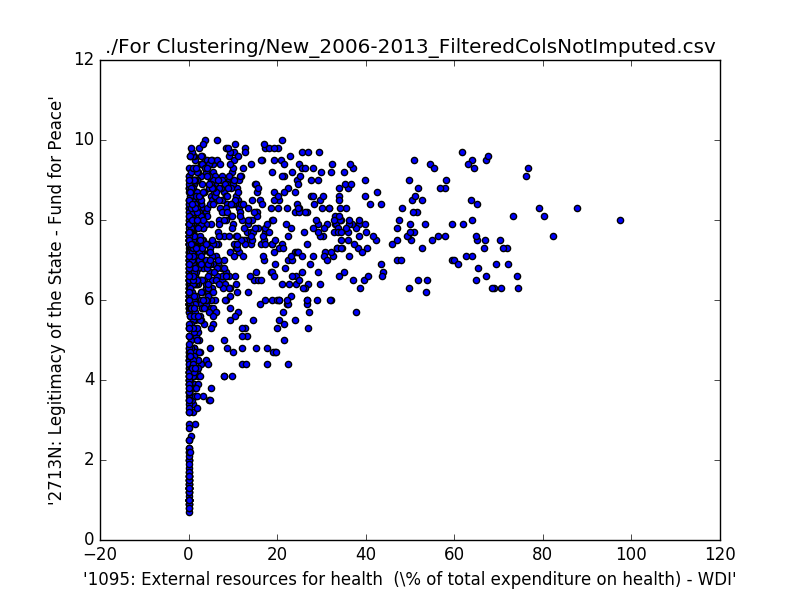 ./For Clustering/New_2006-2013_FilteredColsNotImputed.csv
12
10
8
6
4
2
0
'2713N: Legitimacy of the State - Fund for Peace'
−20 0 20 40 60 80 100 120
'1095: External resources for health  (\% of total expenditure on health) - WDI'